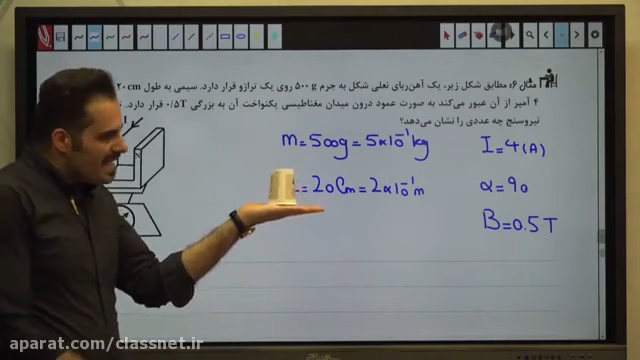 مثال ۶: مطابق شکل زیر، یک آهن‌ربای نعلی شکل به جرم ۵۰۰ g روی یک ترازو قرار دارد. سیمی به طول ۲۰ cm
۴ آمپر از آن عبور می‌کند به صورت عمود درون میدان مغناطیسی یکنواخت آن به بزرگی ۰/۵T قرار دارد.
نیروسنج چه عددی را نشان می‌دهد؟
m=500g=5×10⁻¹kg
I=4(A)
=20Cm=2×10⁻¹m
α=90
B=0.5T
aparat.com/classnet.ir